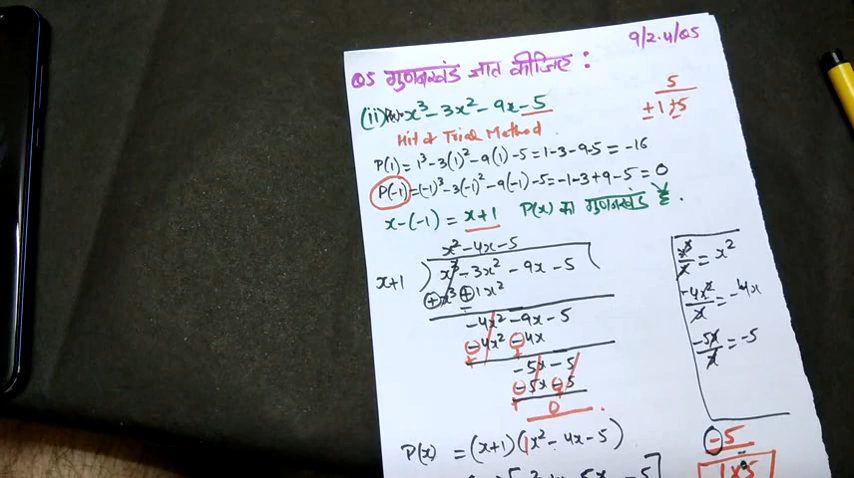 9/2.4/Q5
Q5 गुणनखंड ज्ञात कीजिए :
(ii) P(x)= x³ - 3x² - 9x - 5
5
± 1, ± 5
Hit & Trial Method
P(1) = 1³ - 3(1)² - 9(1) - 5 = 1 - 3 - 9 - 5 = -16
P(-1) = (-1)³ - 3(-1)² - 9(-1) - 5 = -1 - 3 + 9 - 5 = 0
x - (-1) = x + 1 P(x) का गुणनखंड है .
x² - 4x - 5
x+1 ) x³ - 3x² - 9x - 5
x³ + 1x²
-4x² - 9x - 5
-4x² - 4x
-5x - 5
-5x - 5
0
x³/x = x²
-4x²/x = -4x
-5x/x = -5
P(x) = (x+1)(1x² - 4x - 5)
-5
1×5